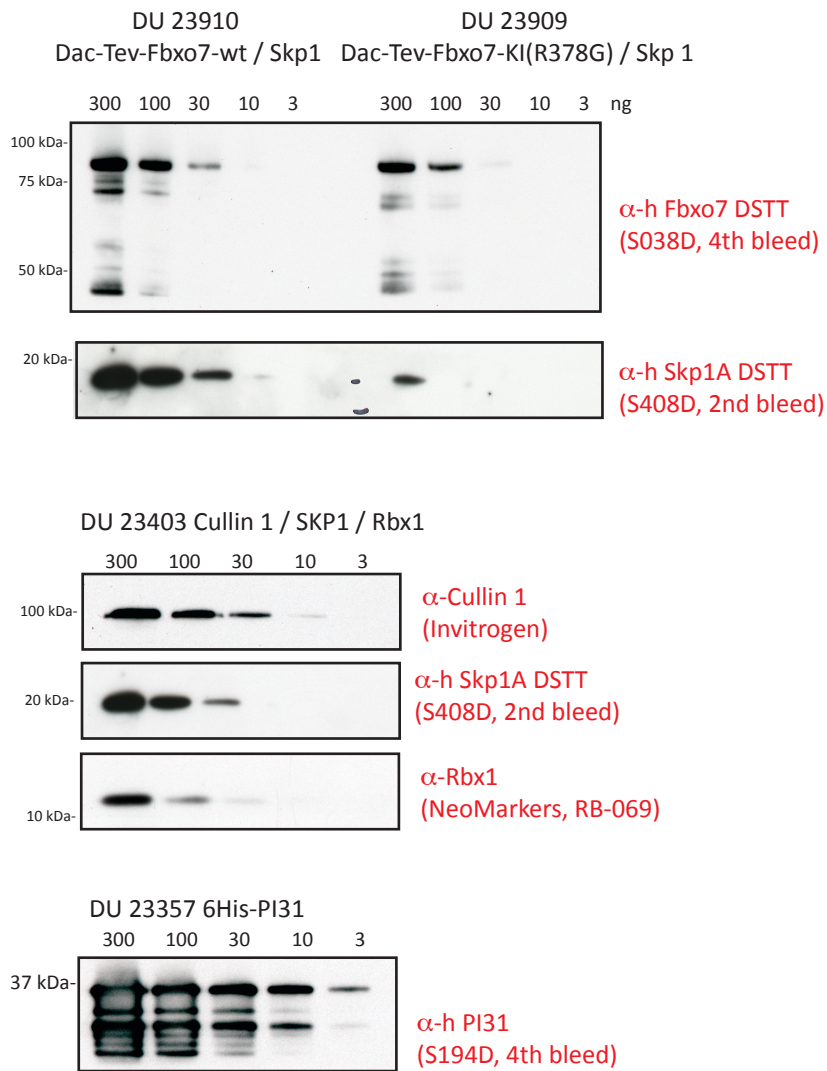 DU 23910
Dac-Tev-Fbxo7-wt / Skp1
DU 23909
Dac-Tev-Fbxo7-KI(R378G) / Skp 1
300 100 30 10 3 300 100 30 10 3 ng
100 kDa-
75 kDa-
50 kDa-
α-h Fbxo7 DSTT
(S038D, 4th bleed)
20 kDa-
α-h Skp1A DSTT
(S408D, 2nd bleed)
DU 23403 Cullin 1 / SKP1 / Rbx1
300 100 30 10 3
100 kDa-
α-Cullin 1
(Invitrogen)
20 kDa-
α-h Skp1A DSTT
(S408D, 2nd bleed)
10 kDa-
α-Rbx1
(NeoMarkers, RB-069)
DU 23357 6His-PI31
300 100 30 10 3
37 kDa-
α-h PI31
(S194D, 4th bleed)